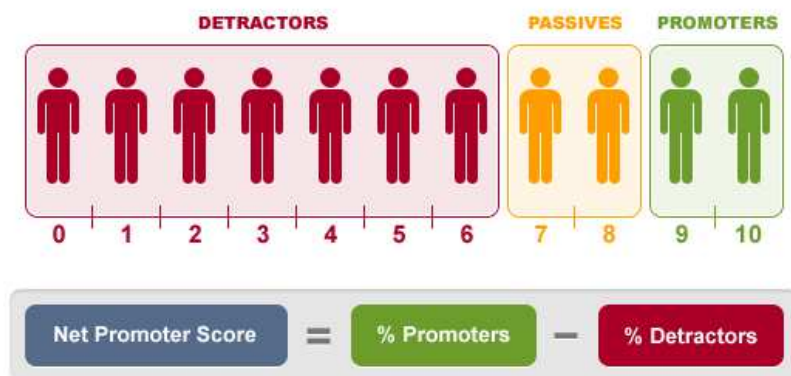 DETRACTORS PASSIVES PROMOTERS
0 1 2 3 4 5 6 7 8 9 10
Net Promoter Score = % Promoters – % Detractors